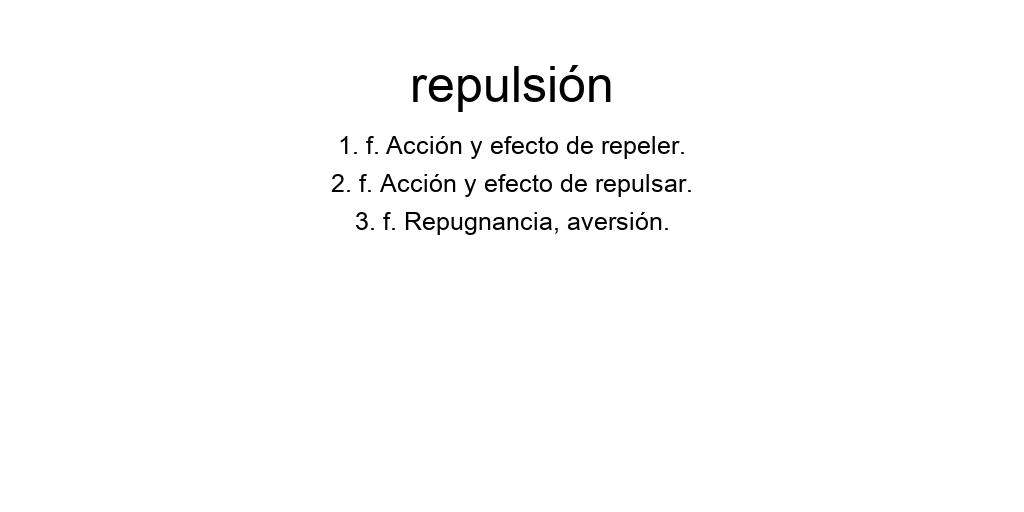 repulsión
1. f. Acción y efecto de repeler.
2. f. Acción y efecto de repulsar.
3. f. Repugnancia, aversión.